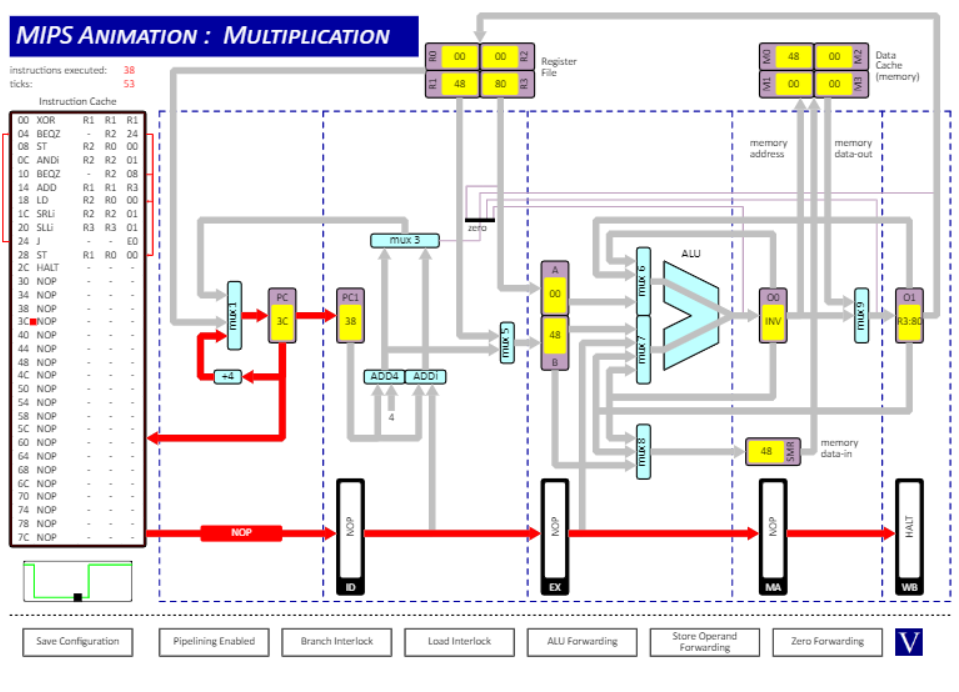 MIPS ANIMATION : MULTIPLICATION
instructions executed: 38
ticks: 53
Instruction Cache
00 XOR R1 R1 R1
04 BEQZ - R2 24
08 ST R2 R0 00
0C ANDi R2 R2 01
10 BEQZ - R2 08
14 ADD R1 R1 R3
18 LD R2 R0 00
1C SRLi R2 R2 01
20 SLLi R3 R3 01
24 J - - E0
28 ST R1 R0 00
2C HALT - - -
30 NOP - - -
34 NOP - - -
38 NOP - - -
3C NOP - - -
40 NOP - - -
44 NOP - - -
48 NOP - - -
4C NOP - - -
50 NOP - - -
54 NOP - - -
58 NOP - - -
5C NOP - - -
60 NOP - - -
64 NOP - - -
68 NOP - - -
6C NOP - - -
70 NOP - - -
74 NOP - - -
78 NOP - - -
7C NOP - - -
R0 00 00 R2
R1 48 80 R3
Register
File
M0 48 00 M2
M1 00 00 M3
Data
Cache
(memory)
memory
address
memory
data-out
zero
mux 3
mux 1
PC
3C
PC1
38
+4
ADD4
ADDi
4
mux 5
A
00
48
B
mux 6
mux 7
ALU
mux 8
O0
INV
mux 9
O1
R3:80
48 SMR
memory
data-in
NOP
NOP
ID
NOP
EX
NOP
MA
HALT
WB
Save Configuration
Pipelining Enabled
Branch Interlock
Load Interlock
ALU Forwarding
Store Operand
Forwarding
Zero Forwarding
V